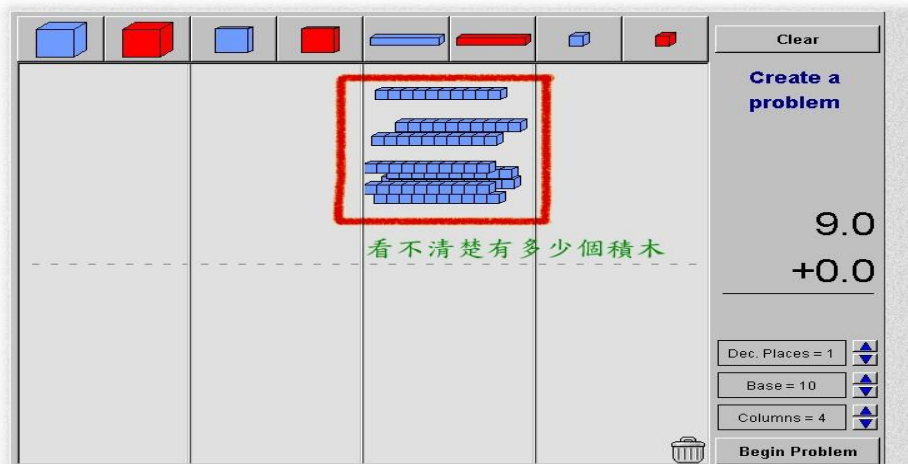 Clear
Create a
problem
9.0
+0.0
看不清楚有多少個積木
Dec. Places = 1
Base = 10
Columns = 4
Begin Problem